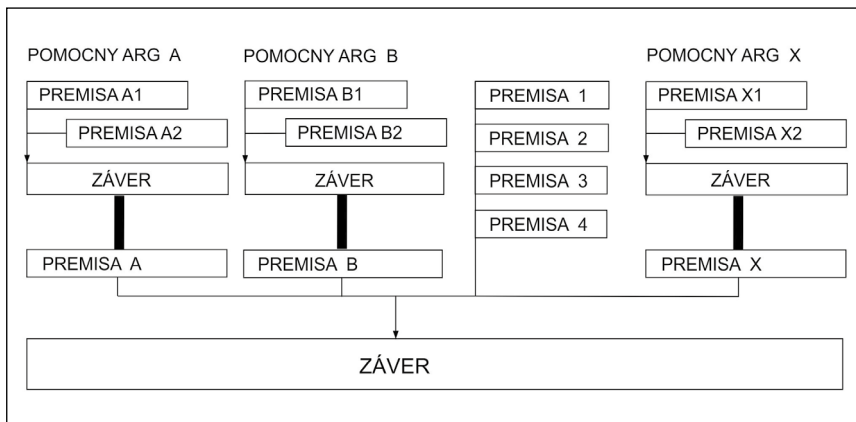 POMOCNY ARG A
PREMISA A1
PREMISA A2
ZÁVER
PREMISA A
POMOCNY ARG B
PREMISA B1
PREMISA B2
ZÁVER
PREMISA B
PREMISA 1
PREMISA 2
PREMISA 3
PREMISA 4
POMOCNY ARG X
PREMISA X1
PREMISA X2
ZÁVER
PREMISA X
ZÁVER